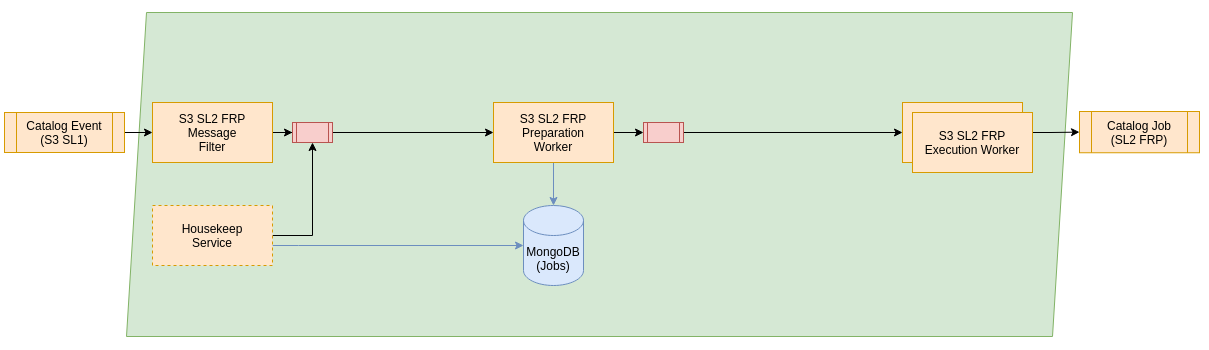 Catalog Event
(S3 SL1)
S3 SL2 FRP
Message
Filter
S3 SL2 FRP
Preparation
Worker
S3 SL2 FRP
Execution Worker
Catalog Job
(SL2 FRP)
Housekeep
Service
MongoDB
(Jobs)